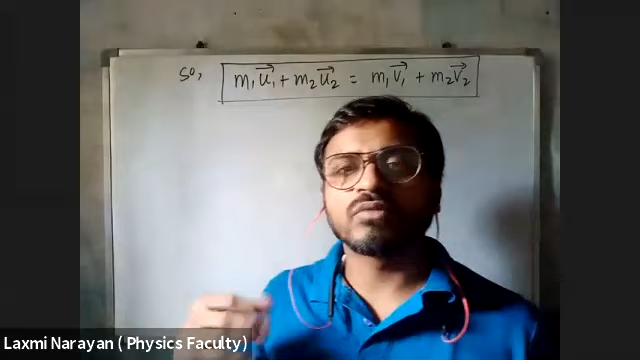 so, m₁u⃗₁ + m₂u⃗₂ = m₁v⃗₁ + m₂v⃗₂
Laxmi Narayan ( Physics Faculty)